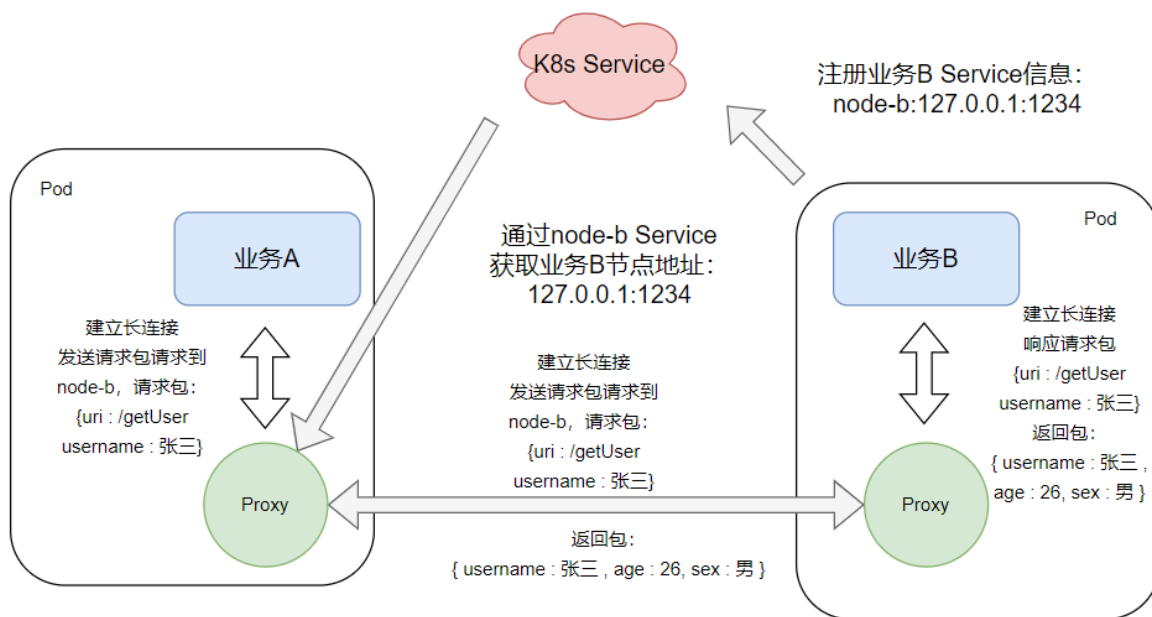 K8s Service
注册业务B Service信息：
node-b:127.0.0.1:1234
Pod
业务A
通过node-b Service
获取业务B节点地址：
127.0.0.1:1234
Pod
业务B
建立长连接
发送请求包请求到
node-b，请求包：
{uri : /getUser
username : 张三}
Proxy
建立长连接
发送请求包请求到
node-b，请求包：
{uri : /getUser
username : 张三}
返回包：
{ username : 张三 , age : 26, sex : 男 }
建立长连接
响应请求包
{uri : /getUser
username : 张三}
返回包：
{ username : 张三 ,
age : 26, sex : 男 }
Proxy